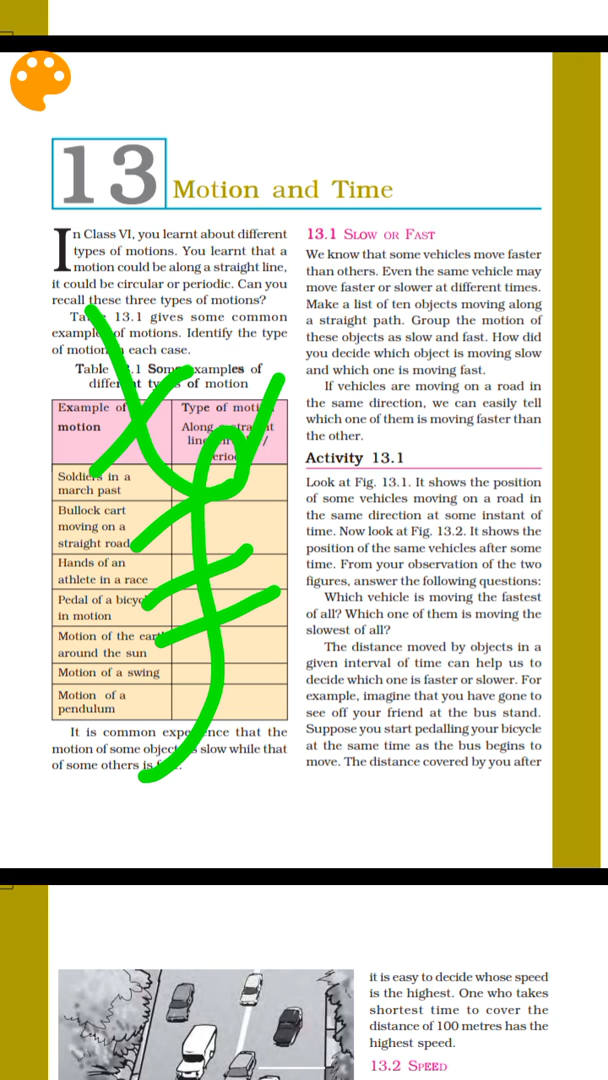 13
Motion and Time
In Class VI, you learnt about different
types of motions. You learnt that a
motion could be along a straight line,
it could be circular or periodic. Can you
recall these three types of motions?
13.1 gives some common
of motions. Identify the type
of motion each case.
Table .1 Some examples of
different types of motion
Example of
motion
Type of
Along a straight
line/
Soldiers in a
march past
Bullock cart
moving on a
straight road
Hands of an
athlete in a race
Pedal of a bicycle
in motion
Motion of the earth
around the sun
Motion of a swing
Motion of a
pendulum
It is common experience that the
motion of some slow while that
of some others is
13.1 SLOW OR FAST
We know that some vehicles move faster
than others. Even the same vehicle may
move faster or slower at different times.
Make a list of ten objects moving along
a straight path. Group the motion of
these objects as slow and fast. How did
you decide which object is moving slow
and which one is moving fast.
If vehicles are moving on a road in
the same direction, we can easily tell
which one of them is moving faster than
the other.
Activity 13.1
Look at Fig. 13.1. It shows the position
of some vehicles moving on a road in
the same direction at some instant of
time. Now look at Fig. 13.2. It shows the
position of the same vehicles after some
time. From your observation of the two
figures, answer the following questions:
Which vehicle is moving the fastest
of all? Which one of them is moving the
slowest of all?
The distance moved by objects in a
given interval of time can help us to
decide which one is faster or slower. For
example, imagine that you have gone to
see off your friend at the bus stand.
Suppose you start pedalling your bicycle
at the same time as the bus begins to
move. The distance covered by you after
it is easy to decide whose speed
is the highest. One who takes
shortest time to cover the
distance of 100 metres has the
highest speed.
13.2 SPEED